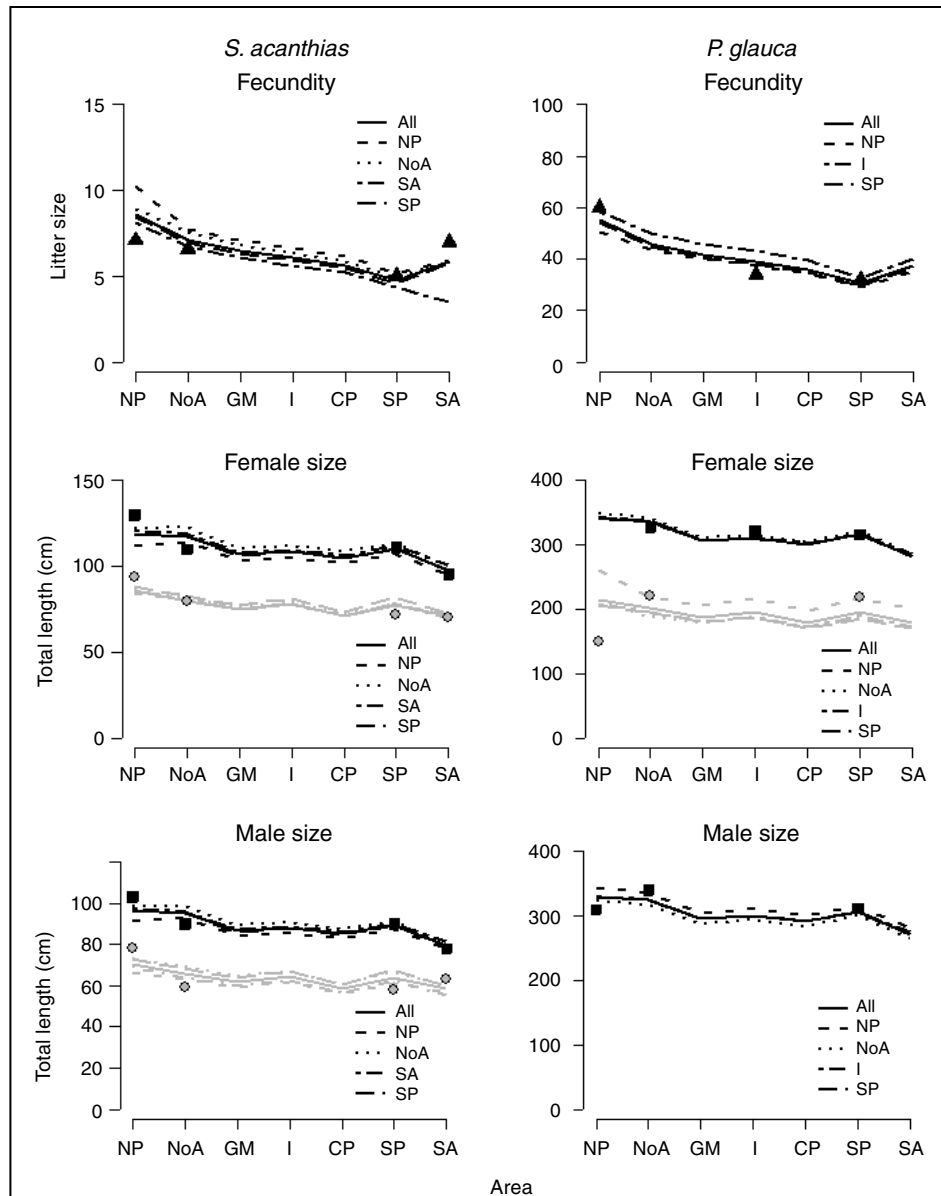 S. acanthias
Fecundity
15
10
5
0
Litter size
All
NP
NoA
SA
SP
NP NoA GM I CP SP SA
P. glauca
Fecundity
100
80
60
40
20
0
All
NP
I
SP
NP NoA GM I CP SP SA
Female size
150
100
50
0
Total length (cm)
All
NP
NoA
SA
SP
NP NoA GM I CP SP SA
Female size
400
300
200
100
0
All
NP
NoA
I
SP
NP NoA GM I CP SP SA
Male size
100
80
60
40
20
0
Total length (cm)
All
NP
NoA
SA
SP
NP NoA GM I CP SP SA
Male size
400
300
200
100
0
All
NP
NoA
I
SP
NP NoA GM I CP SP SA
Area